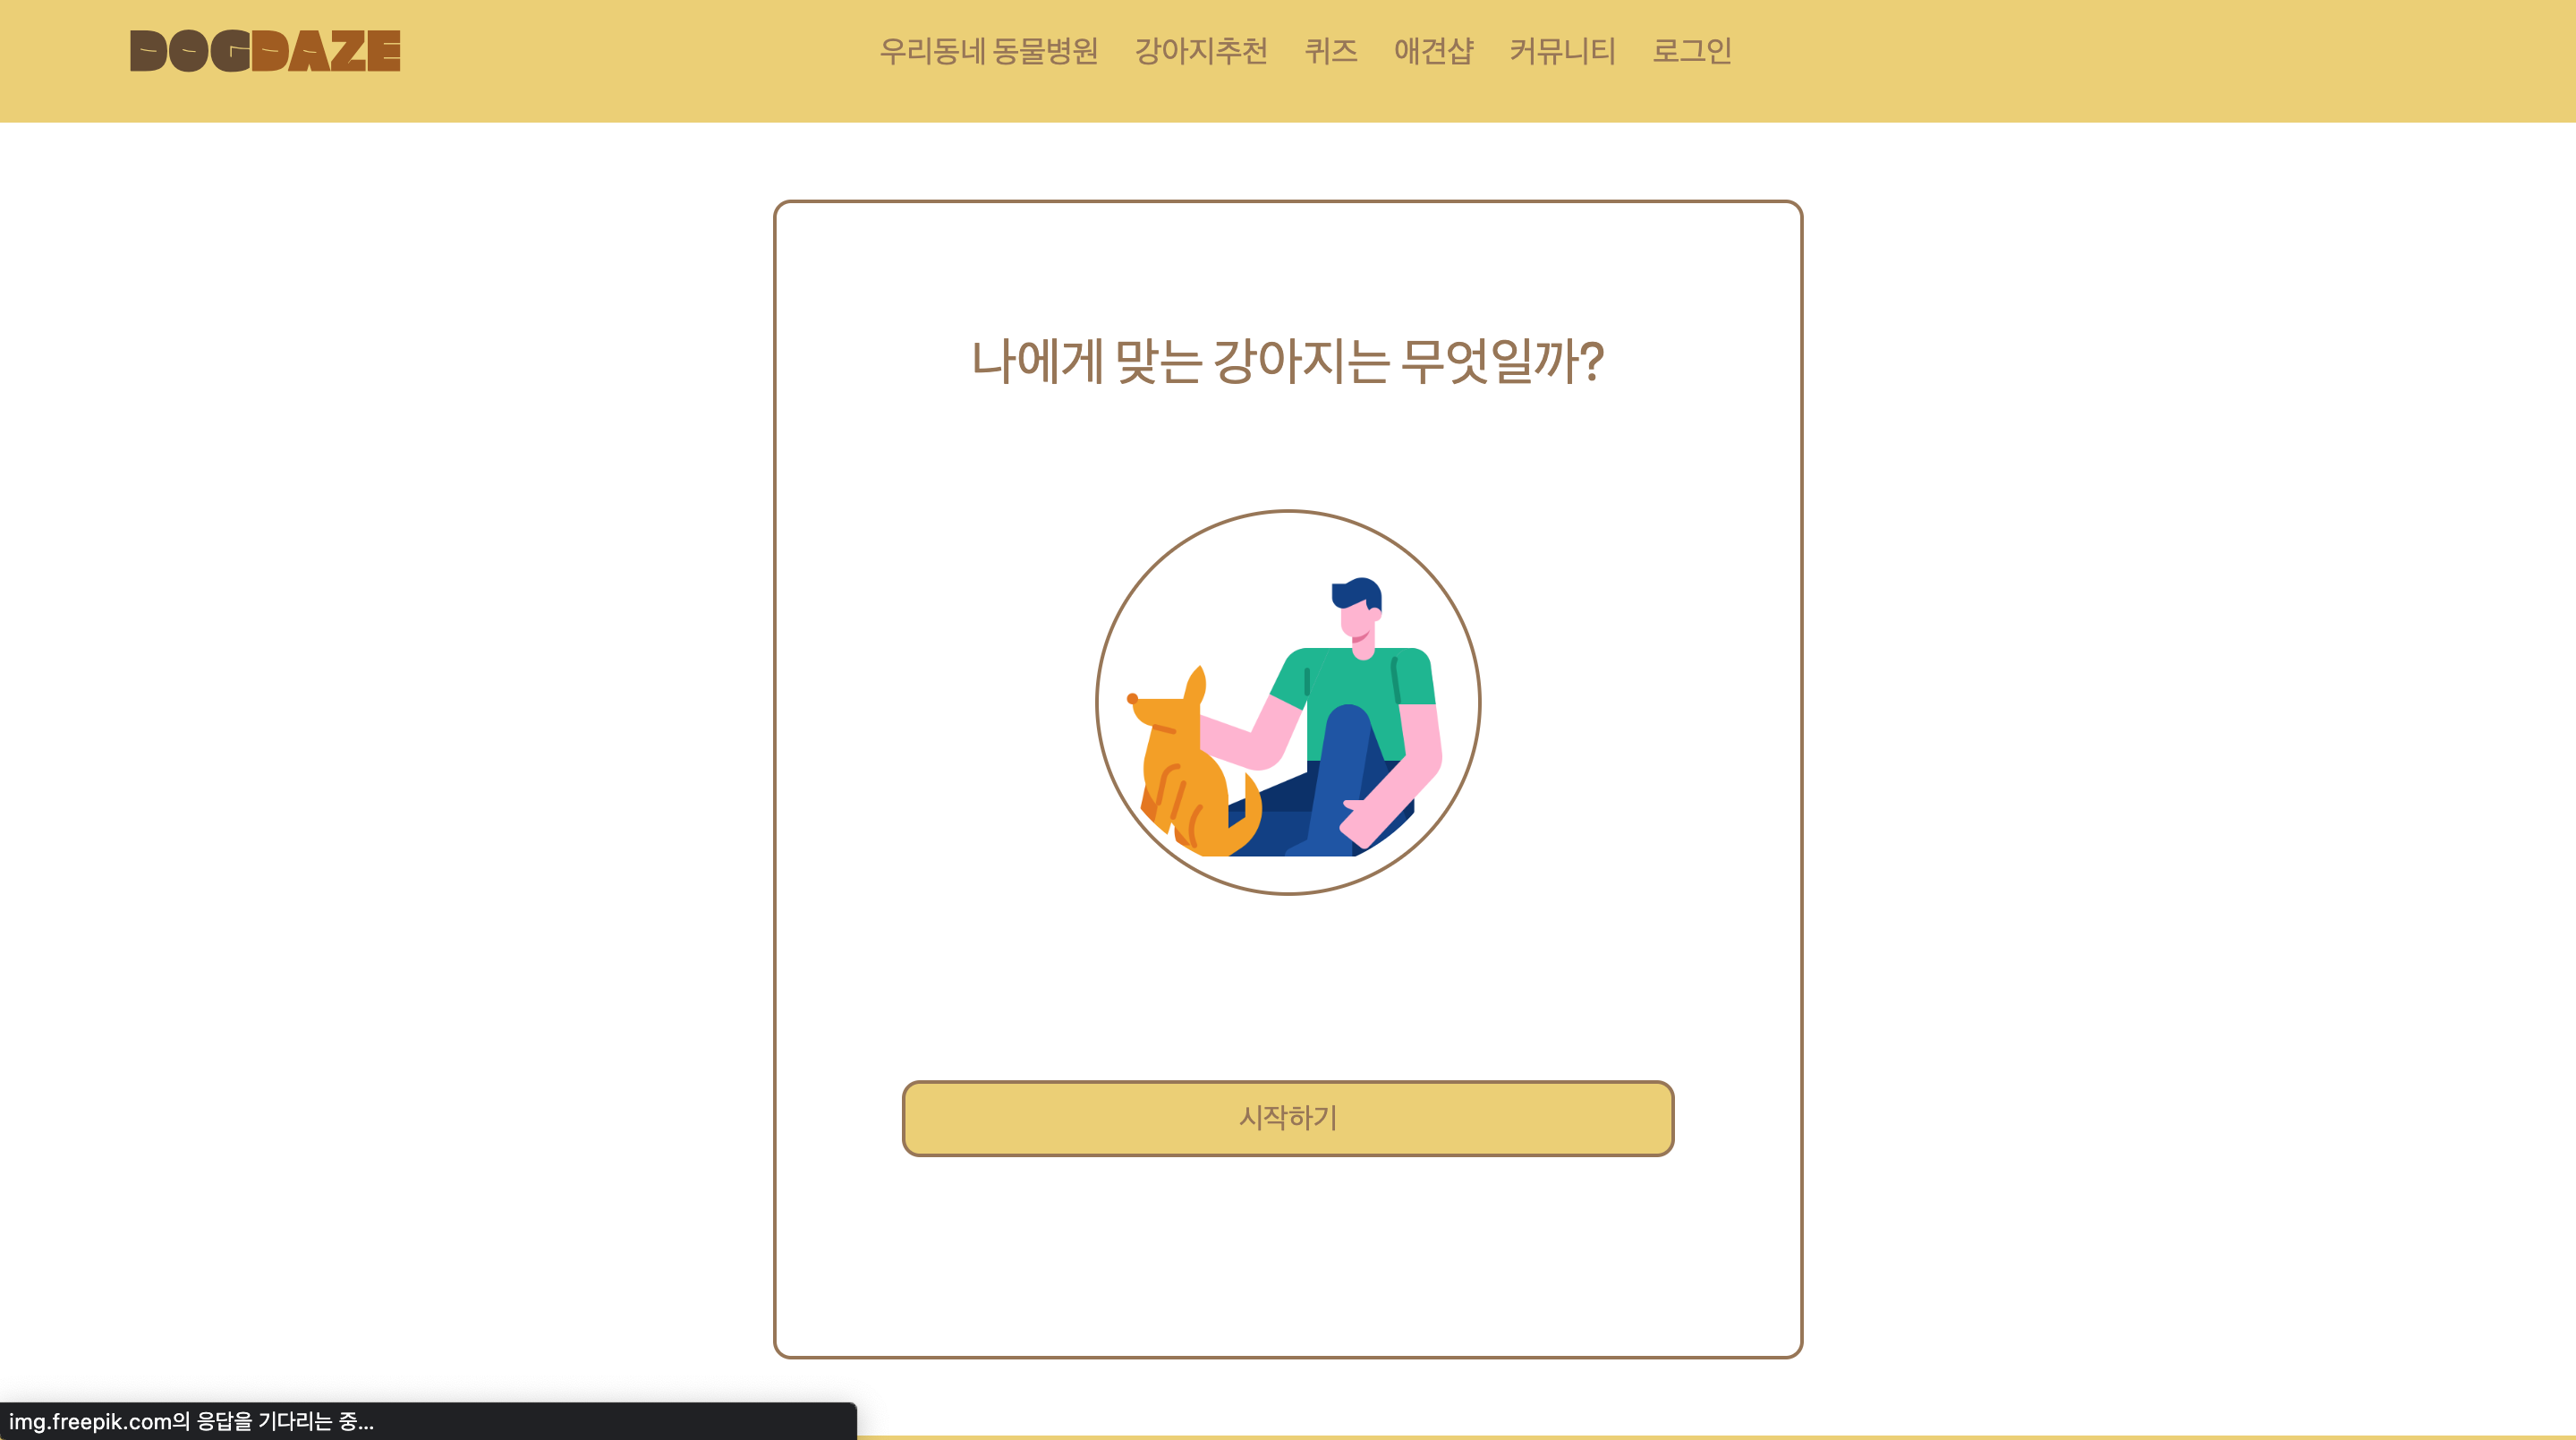 DOGDAZE
우리동네 동물병원 강아지추천 퀴즈 애견샵 커뮤니티 로그인
나에게 맞는 강아지는 무엇일까?
시작하기
img.freepik.com의 응답을 기다리는 중...